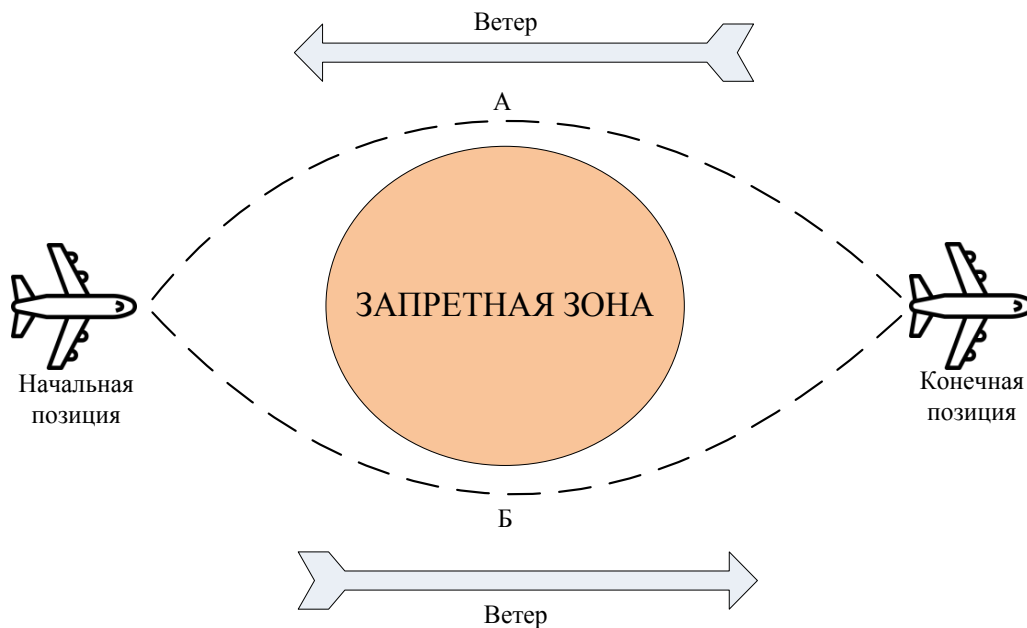 Ветер
А
ЗАПРЕТНАЯ ЗОНА
Начальная
позиция
Конечная
позиция
Б
Ветер